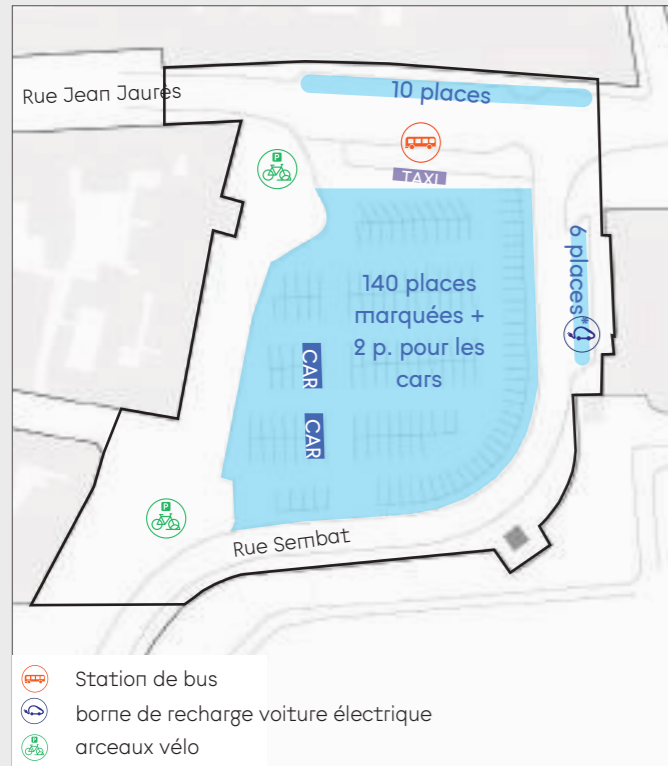 Rue Jean Jaures
10 places
P
TAXI
6 places*
140 places
marquées +
2 p. pour les
cars
CAR
CAR
P
Rue Sembat
Station de bus
borne de recharge voiture électrique
P
arceaux vélo